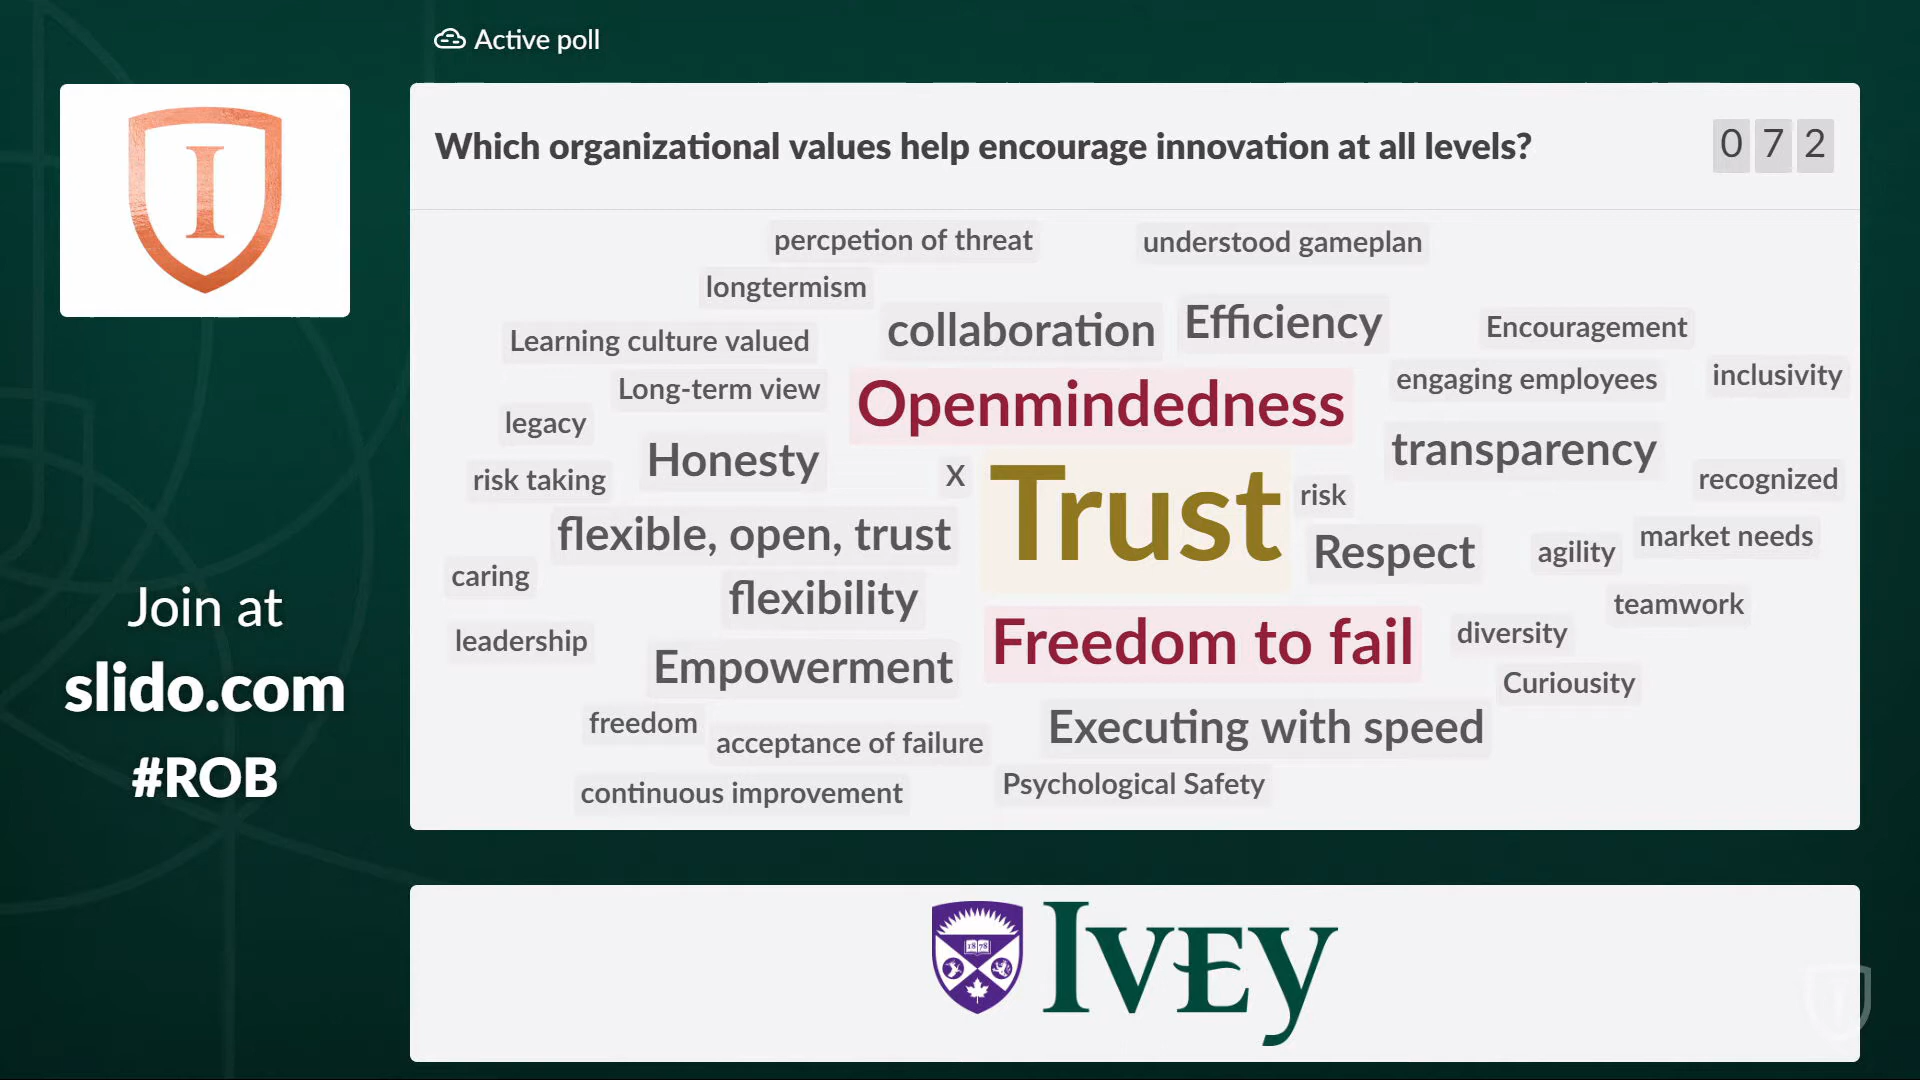 Active poll
I
Which organizational values help encourage innovation at all levels?
072
percpetion of threat
understood gameplan
longtermism
collaboration
Efficiency
Encouragement
Learning culture valued
Long-term view
Openmindedness
engaging employees
inclusivity
legacy
Honesty
transparency
risk taking
X
Trust
risk
recognized
flexible, open, trust
Respect
agility
market needs
caring
flexibility
teamwork
leadership
Empowerment
Freedom to fail
diversity
Curiousity
freedom
acceptance of failure
Executing with speed
continuous improvement
Psychological Safety
Join at
slido.com
#ROB
1878
IVEY
I